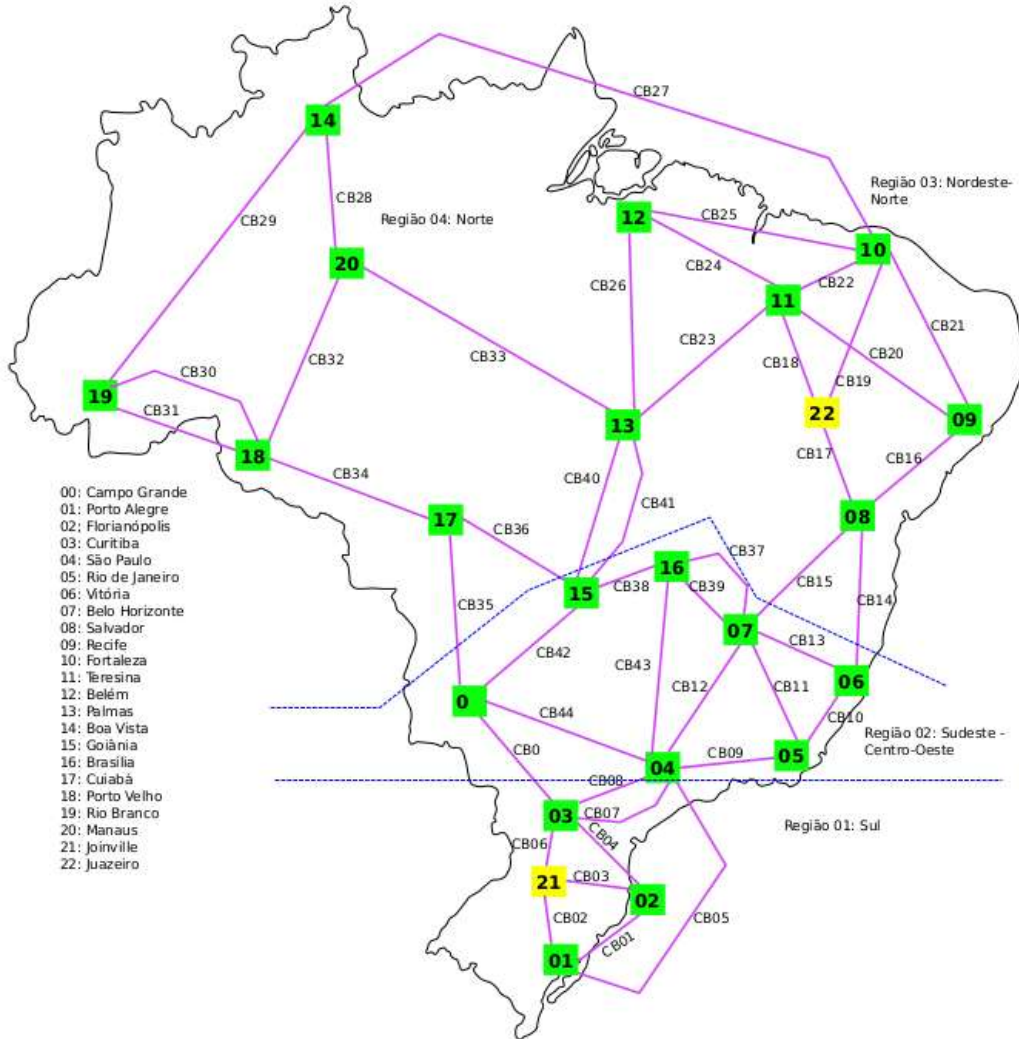 CB27
14
Região 03: Nordeste-
Norte
CB28
CB29
Região 04: Norte
12
CB25
10
20
CB24
CB22
CB26
11
CB21
CB23
CB20
CB33
CB18
CB32
CB19
CB30
19
22
CB31
13
09
18
CB17
CB16
CB34
CB40
CB41
17
08
CB36
CB37
16
CB38
CB39
CB15
15
CB14
CB35
07
CB13
CB42
CB43
CB12
CB11
06
0
CB44
CB10
Região 02: Sudeste -
Centro-Oeste
CB0
CB09
05
04
CB08
03
CB07
CB04
Região 01: Sul
CB06
CB03
21
02
CB02
CB05
CB01
01
00: Campo Grande
01: Porto Alegre
02; Florianópolis
03: Curitiba
04: São Paulo
05: Rio de Janeiro
06: Vitória
07: Belo Horizonte
08: Salvador
09: Recife
10: Fortaleza
11: Teresina
12: Belém
13: Palmas
14: Boa Vista
15: Goiânia
16: Brasília
17: Cuiabá
18: Porto Velho
19: Rio Branco
20: Manaus
21: Joinville
22: Juazeiro